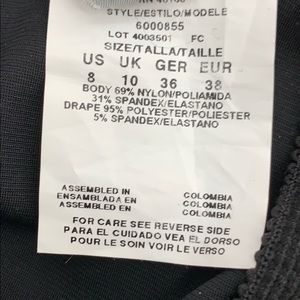 STYLE/ESTILO/MODELE
6000855
LOT 4003501 FC
SIZE/TALLA/TAILLE
US UK GER EUR
8 10 36 38
BODY 69% NYLON/POLIAMIDA
31% SPANDEX/ELASTANO
DRAPE 95% POLYESTER/POLIESTER
5% SPANDEX/ELASTANO
ASSEMBLED IN COLOMBIA
ENSAMBLADA EN COLOMBIA
ASSEMBLED EN COLOMBIA
FOR CARE SEE REVERSE SIDE
PARA EL CUIDADO VEA EL DORSO
POUR LE SOIN VOIR LE VERSO